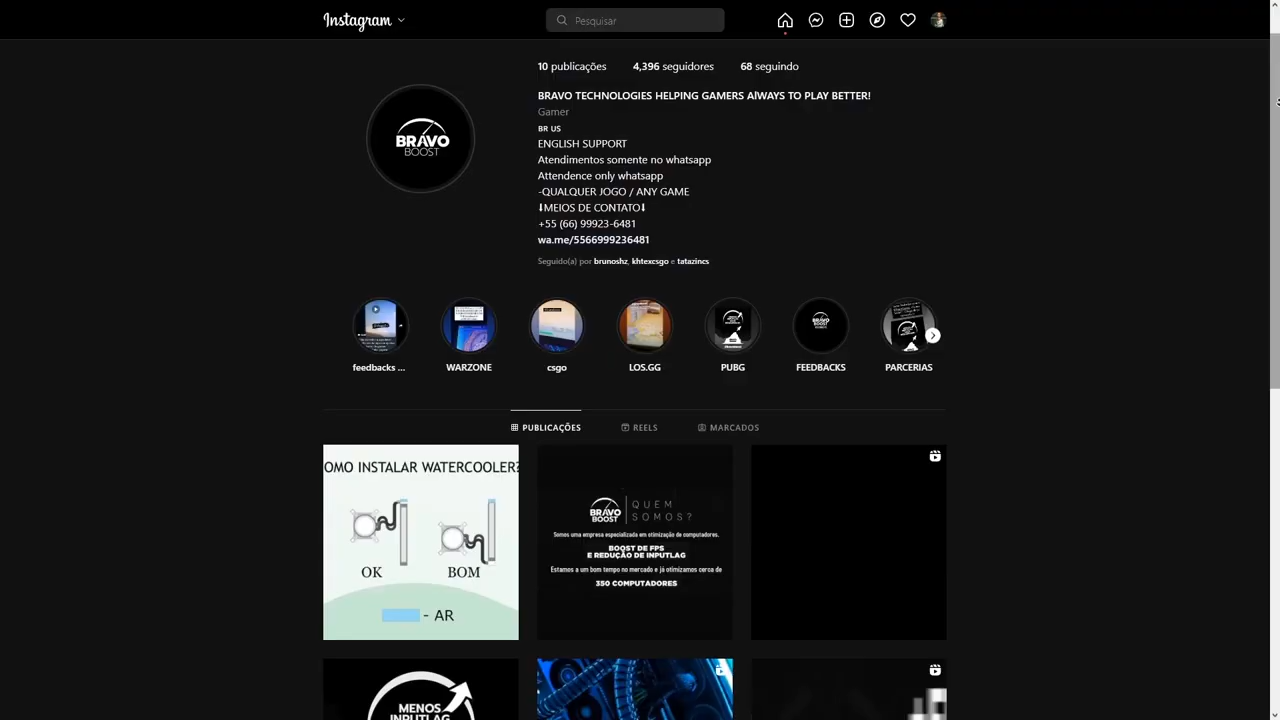 Instagram
Pesquisar
10 publicações 4,396 seguidores 68 seguindo
BRAVO TECHNOLOGIES HELPING GAMERS AlWAYS TO PLAY BETTER!
Gamer
BR US
ENGLISH SUPPORT
Atendimentos somente no whatsapp
Attendence only whatsapp
-QUALQUER JOGO / ANY GAME
⬇MEIOS DE CONTATO⬇
+55 (66) 99923-6481
wa.me/5566999236481
Seguido(a) por brunoshz, khtexcsgo e tatazincs
BRAVO
BOOST
feedbacks ...
WARZONE
csgo
LOS.GG
PUBG
FEEDBACKS
PARCERIAS
PUBLICAÇÕES
REELS
MARCADOS
OMO INSTALAR WATERCOOLER?
OK BOM
- AR
BRAVO
BOOST
QUEM
SOMOS?
Somos uma empresa especializada em otimização de computadores.
BOOST DE FPS
E REDUÇÃO DE INPUTLAG
Estamos a um bom tempo no mercado e já otimizamos cerca de
350 COMPUTADORES
MENOS
INPUTLAG